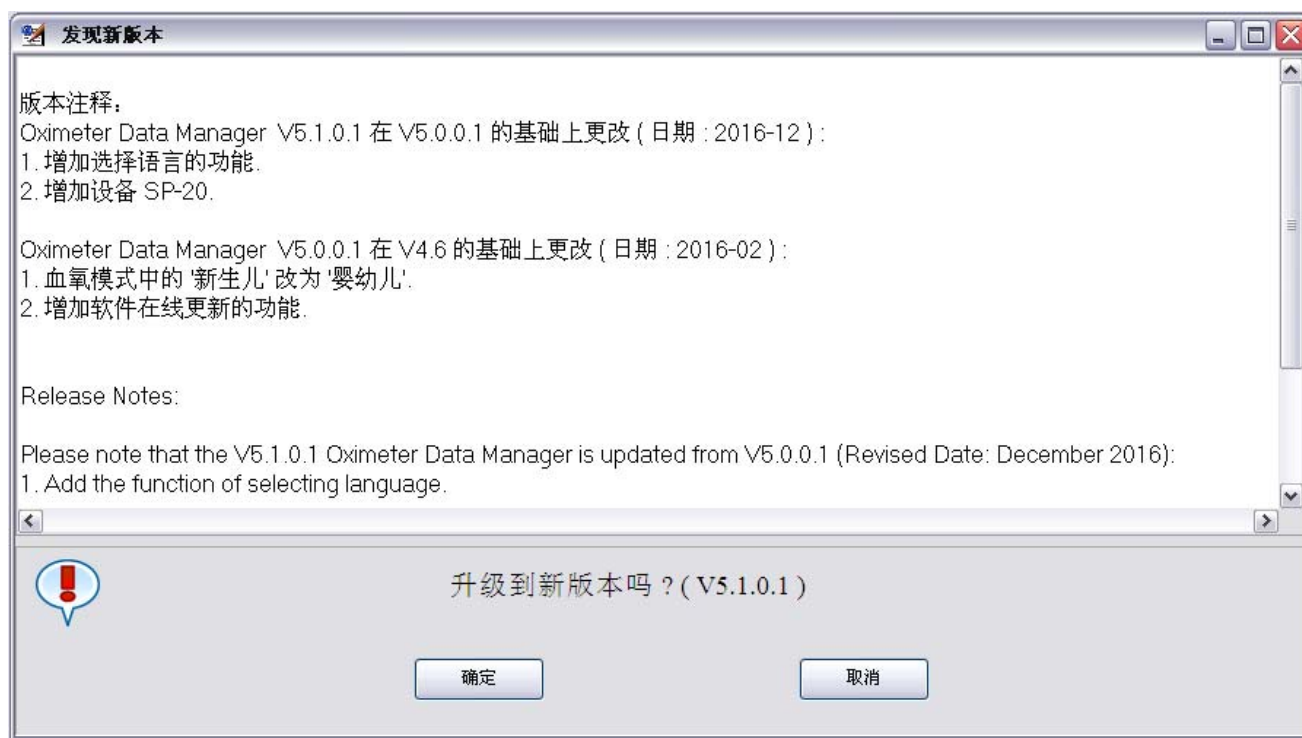 发现新版本
版本注释：
Oximeter Data Manager V5.1.0.1 在 V5.0.0.1 的基础上更改 ( 日期 : 2016-12 ) :
1. 增加选择语言的功能.
2. 增加设备 SP-20.
Oximeter Data Manager V5.0.0.1 在 V4.6 的基础上更改 ( 日期 : 2016-02 ) :
1. 血氧模式中的 '新生儿' 改为 '婴幼儿'.
2. 增加软件在线更新的功能.
Release Notes:
Please note that the V5.1.0.1 Oximeter Data Manager is updated from V5.0.0.1 (Revised Date: December 2016):
1. Add the function of selecting language.
升级到新版本吗 ? ( V5.1.0.1 )
确定
取消